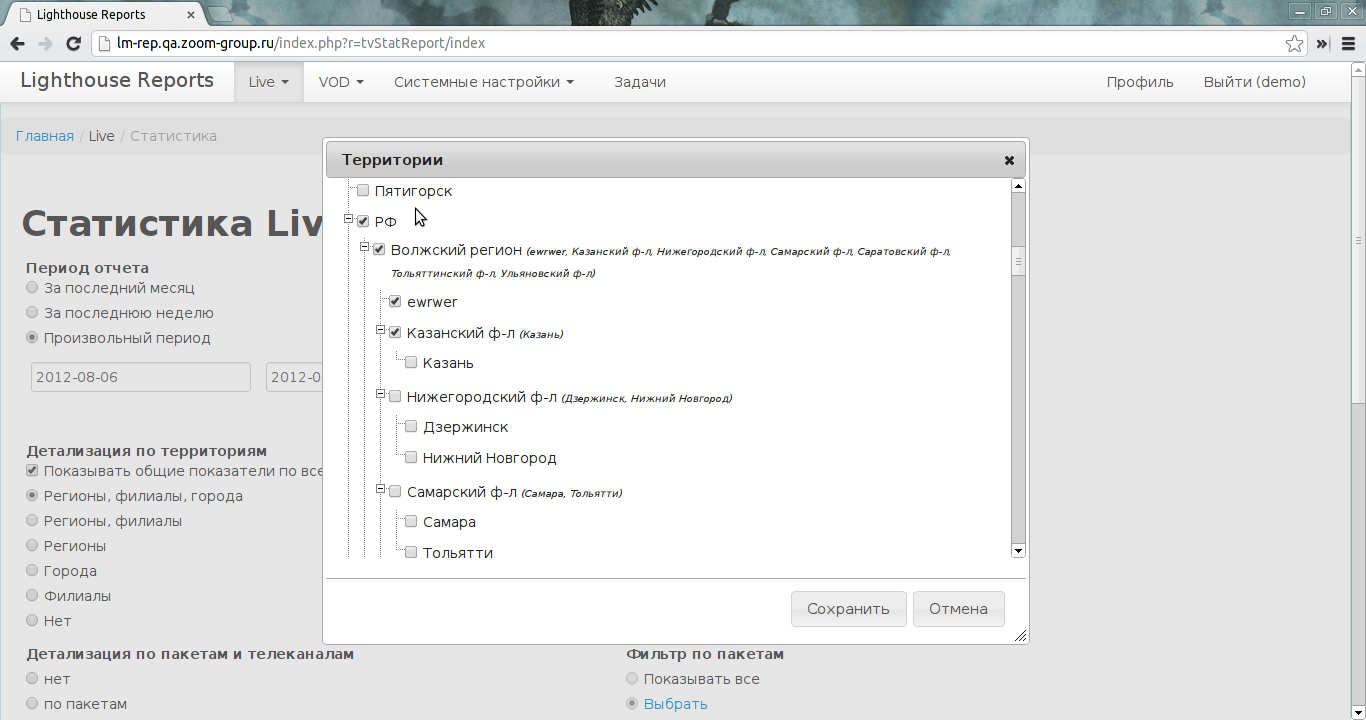 Lighthouse Reports
lm-rep.qa.zoom-group.ru/index.php?r=tvStatReport/index
Lighthouse Reports Live VOD Системные настройки Задачи Профиль Выйти (demo)
Главная / Live / Статистика
Территории
Пятигорск
РФ
Волжский регион (ewrwer, Казанский ф-л, Нижегородский ф-л, Самарский ф-л, Саратовский ф-л,
Тольяттинский ф-л, Ульяновский ф-л)
ewrwer
Казанский ф-л (Казань)
Казань
Нижегородский ф-л (Дзержинск, Нижний Новгород)
Дзержинск
Нижний Новгород
Самарский ф-л (Самара, Тольятти)
Самара
Тольятти
Сохранить Отмена
Статистика Liv
Период отчета
За последний месяц
За последнюю неделю
Произвольный период
2012-08-06 2012-0
Детализация по территориям
Показывать общие показатели по все
Регионы, филиалы, города
Регионы, филиалы
Регионы
Города
Филиалы
Нет
Детализация по пакетам и телеканалам
нет
по пакетам
Фильтр по пакетам
Показывать все
Выбрать